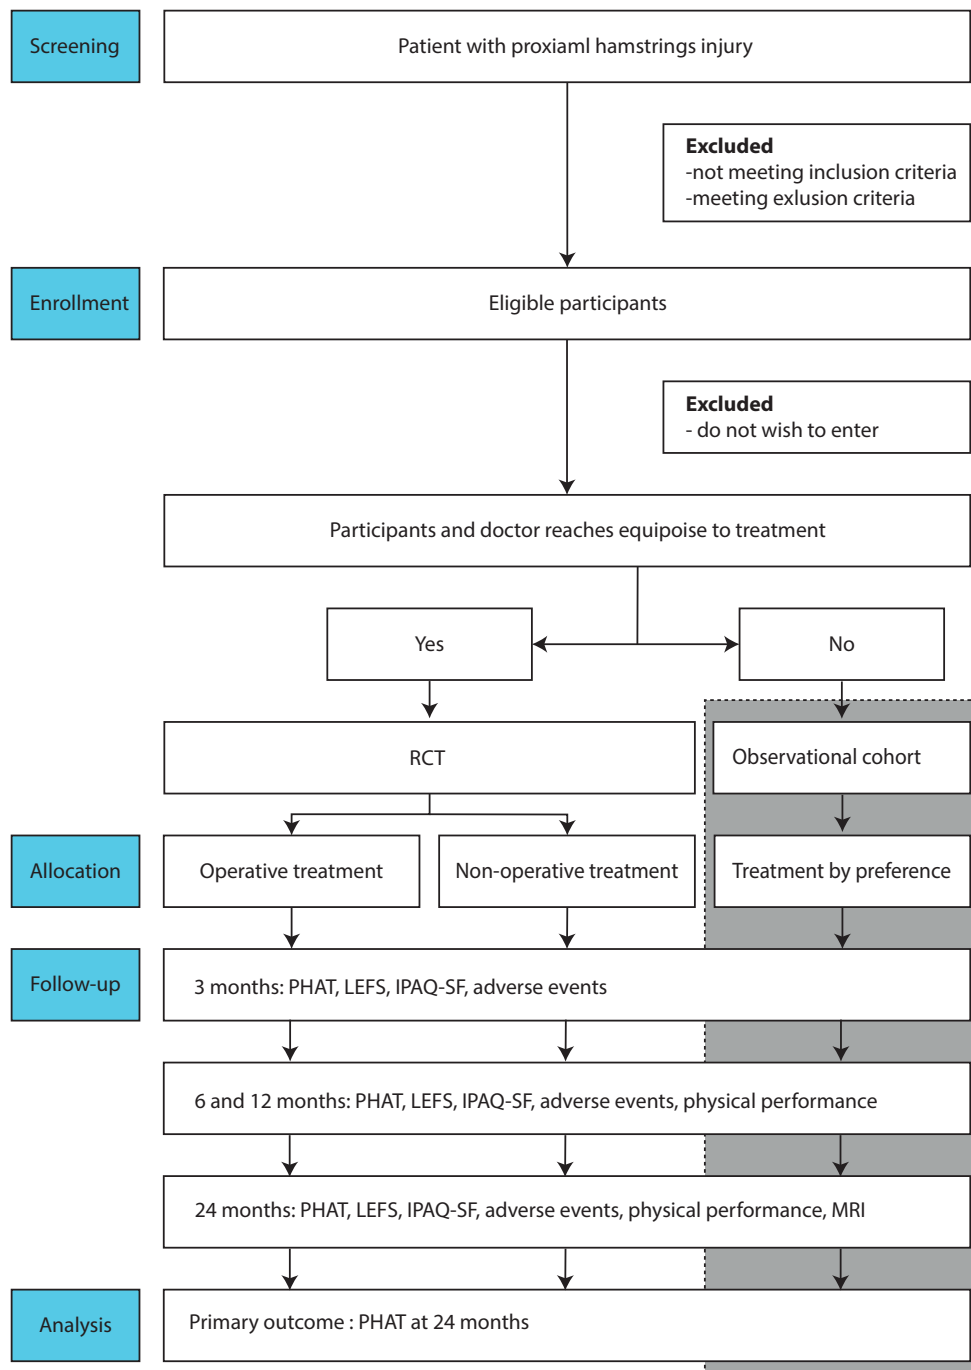 Screening
Patient with proxiaml hamstrings injury
Excluded
-not meeting inclusion criteria
-meeting exlusion criteria
Enrollment
Eligible participants
Excluded
- do not wish to enter
Participants and doctor reaches equipoise to treatment
Yes
No
RCT
Observational cohort
Allocation
Operative treatment
Non-operative treatment
Treatment by preference
Follow-up
3 months: PHAT, LEFS, IPAQ-SF, adverse events
6 and 12 months: PHAT, LEFS, IPAQ-SF, adverse events, physical performance
24 months: PHAT, LEFS, IPAQ-SF, adverse events, physical performance, MRI
Analysis
Primary outcome : PHAT at 24 months